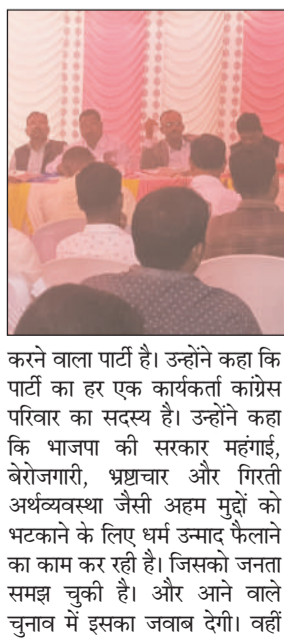 करने वाला पार्टी है। उन्होंने कहा कि
पार्टी का हर एक कार्यकर्ता कांग्रेस
परिवार का सदस्य है। उन्होंने कहा
कि भाजपा की सरकार महंगाई,
बेरोजगारी, भ्रष्टाचार और गिरती
अर्थव्यवस्था जैसी अहम मुद्दों को
भटकाने के लिए धर्म उन्माद फैलाने
का काम कर रही है। जिसको जनता
समझ चुकी है। और आने वाले
चुनाव में इसका जवाब देगी। वहीं